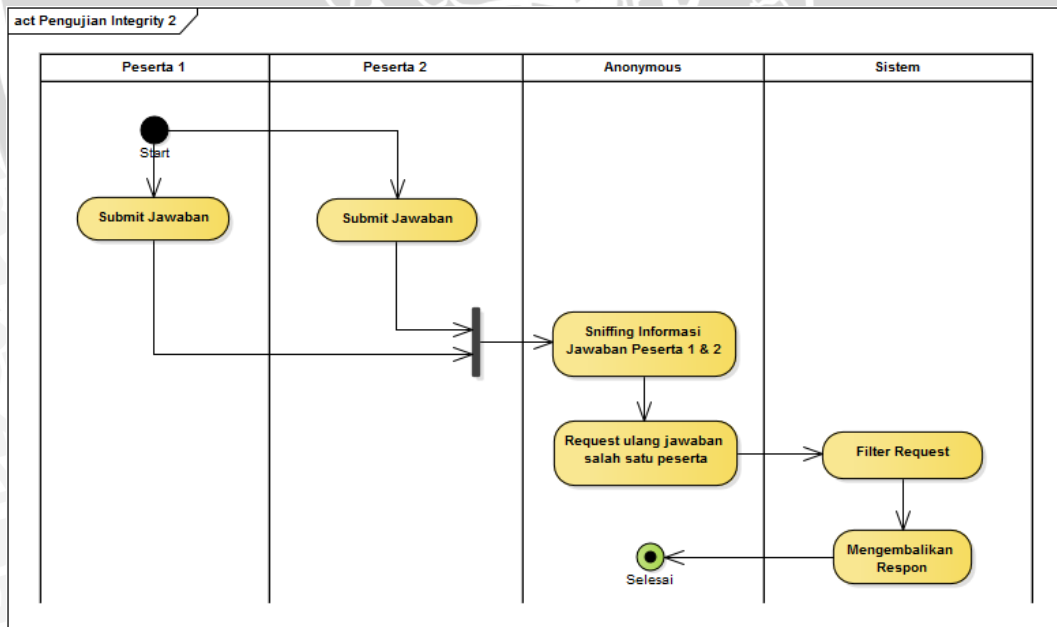 act Pengujian Integrity 2
Peserta 1
Peserta 2
Anonymous
Sistem
Start
Submit Jawaban
Submit Jawaban
Sniffing Informasi
Jawaban Peserta 1 & 2
Request ulang jawaban
salah satu peserta
Filter Request
Mengembalikan
Respon
Selesai